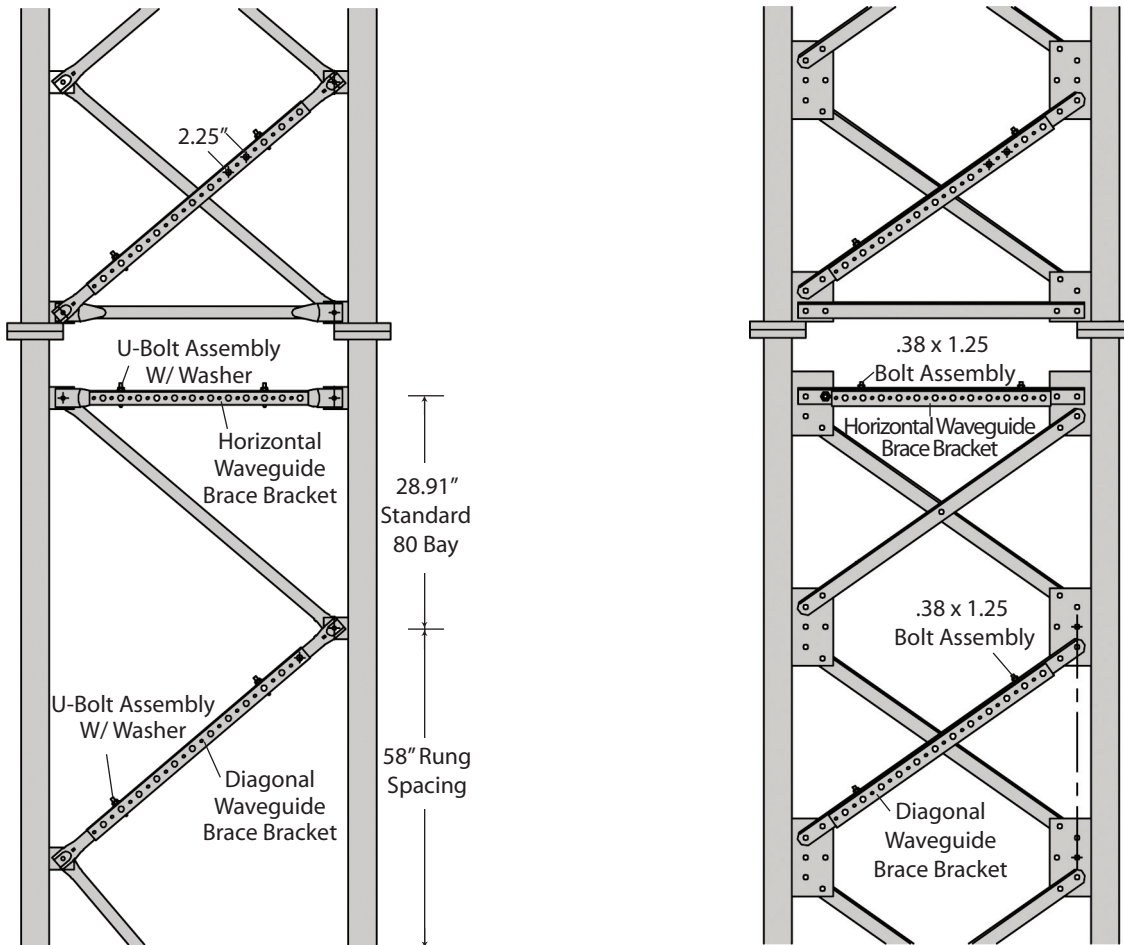 2.25”
U-Bolt Assembly
W/ Washer
Horizontal
Waveguide
Brace Bracket
28.91”
Standard
80 Bay
U-Bolt Assembly
W/ Washer
Diagonal
Waveguide
Brace Bracket
58” Rung
Spacing
.38 x 1.25
Bolt Assembly
Horizontal Waveguide
Brace Bracket
.38 x 1.25
Bolt Assembly
Diagonal
Waveguide
Brace Bracket